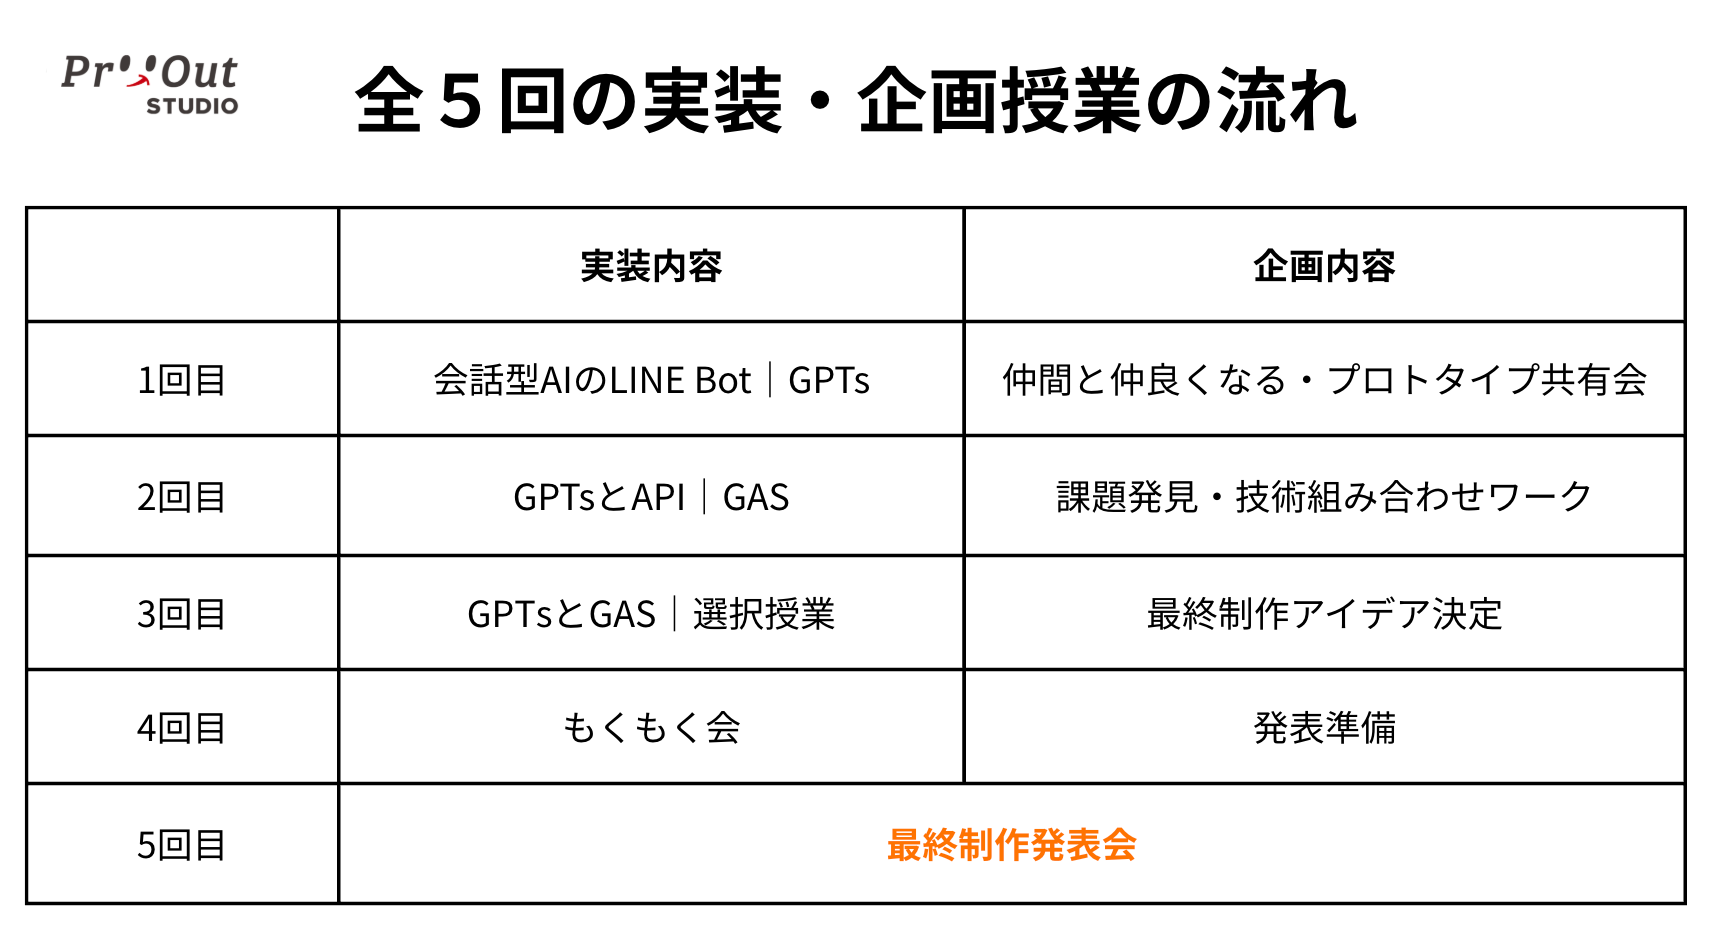 Pr Out
STUDIO
全５回の実装・企画授業の流れ
実装内容
企画内容
1回目
会話型AIのLINE Bot｜GPTs
仲間と仲良くなる・プロトタイプ共有会
2回目
GPTsとAPI｜GAS
課題発見・技術組み合わせワーク
3回目
GPTsとGAS｜選択授業
最終制作アイデア決定
4回目
もくもく会
発表準備
5回目
最終制作発表会